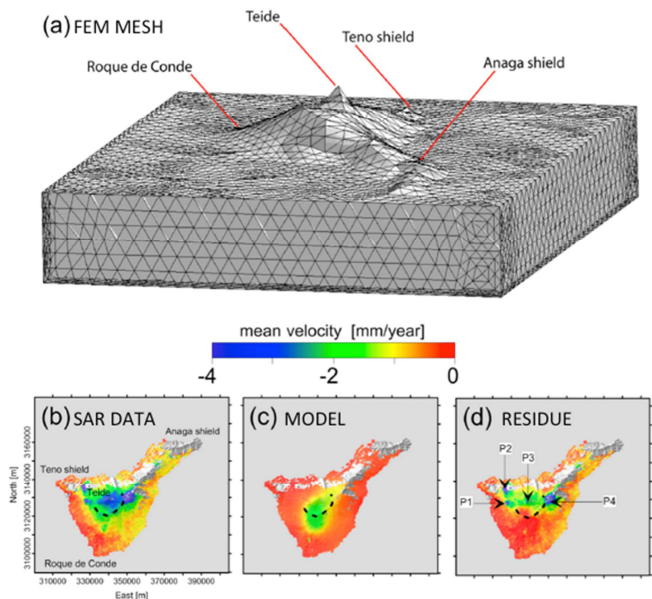 (a) FEM MESH
Teide
Teno shield
Roque de Conde
Anaga shield
mean velocity [mm/year]
-4 -2 0
(b) SAR DATA
Anaga shield
Teno shield
Teide
Roque de Conde
North [m]
3160000
3140000
3120000
3100000
310000 330000 350000 370000 390000
East [m]
(c) MODEL
(d) RESIDUE
P2
P3
P1
P4